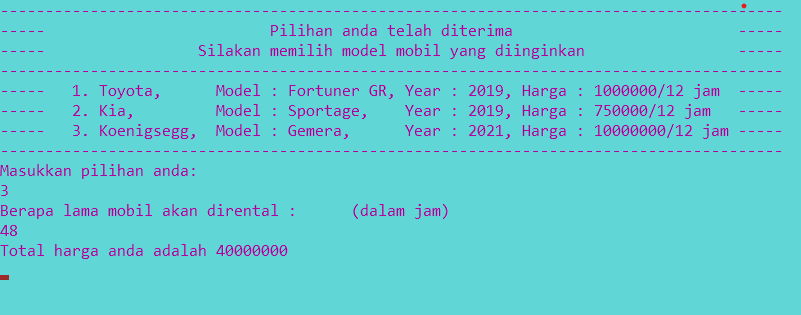 ---------------------------------------------------------------------------------------
----- Pilihan anda telah diterima -----
----- Silakan memilih model mobil yang diinginkan -----
---------------------------------------------------------------------------------------
----- 1. Toyota, Model : Fortuner GR, Year : 2019, Harga : 1000000/12 jam -----
----- 2. Kia, Model : Sportage, Year : 2019, Harga : 750000/12 jam -----
----- 3. Koenigsegg, Model : Gemera, Year : 2021, Harga : 10000000/12 jam -----
---------------------------------------------------------------------------------------
Masukkan pilihan anda:
3
Berapa lama mobil akan dirental : (dalam jam)
48
Total harga anda adalah 40000000